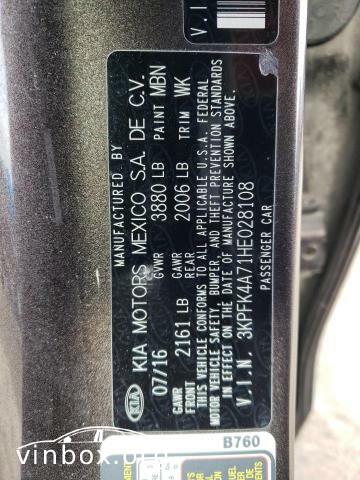 MANUFACTURED BY
KIA KIA MOTORS MEXICO S.A. DE C.V.
07/16 GVWR 3880 LB PAINT MBN
GAWR FRONT 2161 LB GAWR REAR 2006 LB TRIM WK
THIS VEHICLE CONFORMS TO ALL APPLICABLE U.S.A. FEDERAL
MOTOR VEHICLE SAFETY, BUMPER, AND THEFT PREVENTION STANDARDS
IN EFFECT ON THE DATE OF MANUFACTURE SHOWN ABOVE.
V.I.N. 3KPFK4A71HE028108
PASSENGER CAR
B760
V.I
vinbox.org